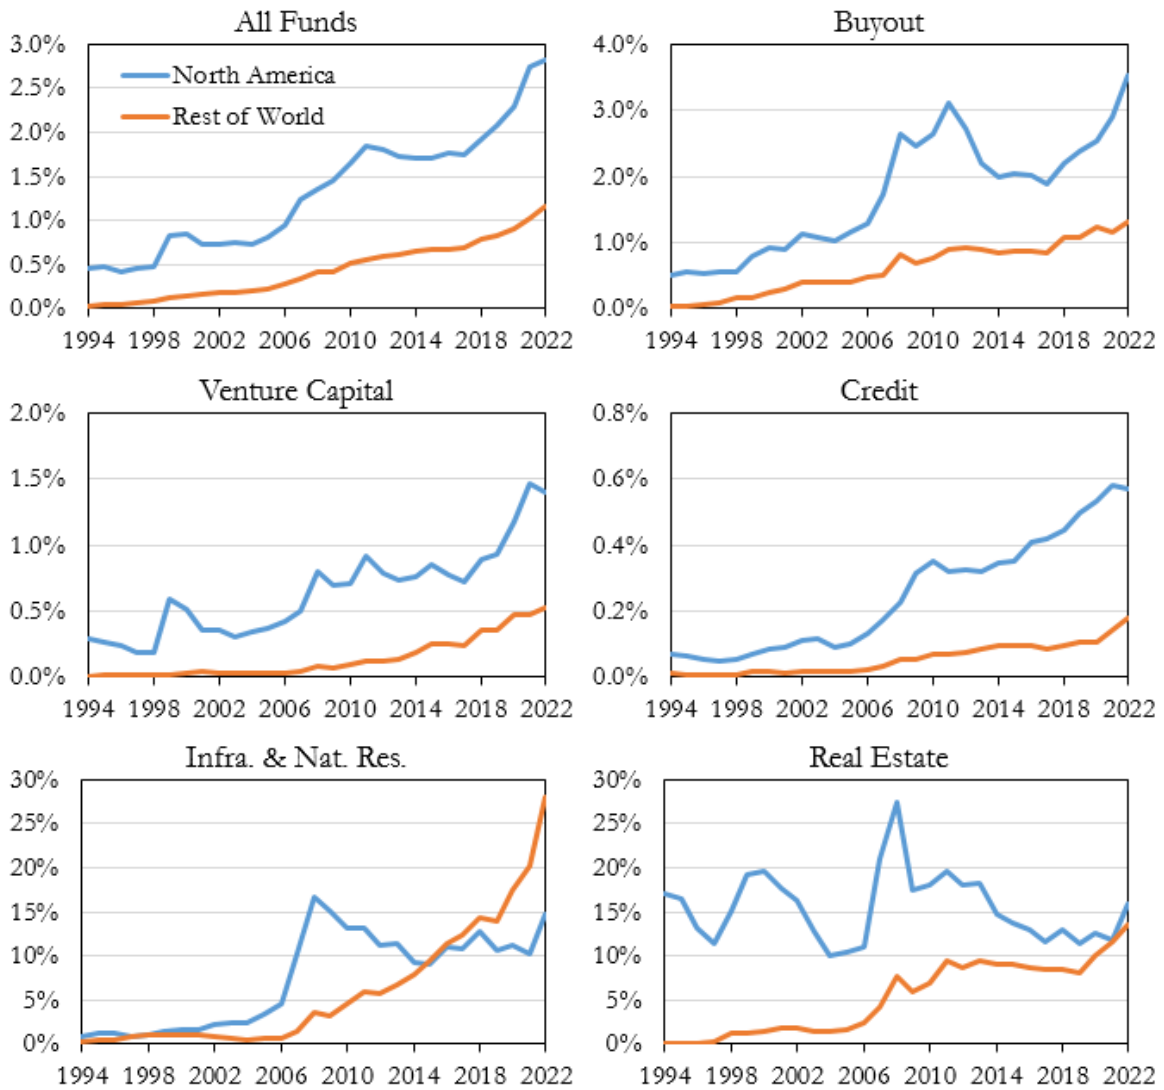 All Funds
3.0%
2.5%
2.0%
1.5%
1.0%
0.5%
0.0%
North America
Rest of World
1994 1998 2002 2006 2010 2014 2018 2022
Buyout
4.0%
3.0%
2.0%
1.0%
0.0%
1994 1998 2002 2006 2010 2014 2018 2022
Venture Capital
2.0%
1.5%
1.0%
0.5%
0.0%
1994 1998 2002 2006 2010 2014 2018 2022
Credit
0.8%
0.6%
0.4%
0.2%
0.0%
1994 1998 2002 2006 2010 2014 2018 2022
Infra. & Nat. Res.
30%
25%
20%
15%
10%
5%
0%
1994 1998 2002 2006 2010 2014 2018 2022
Real Estate
30%
25%
20%
15%
10%
5%
0%
1994 1998 2002 2006 2010 2014 2018 2022